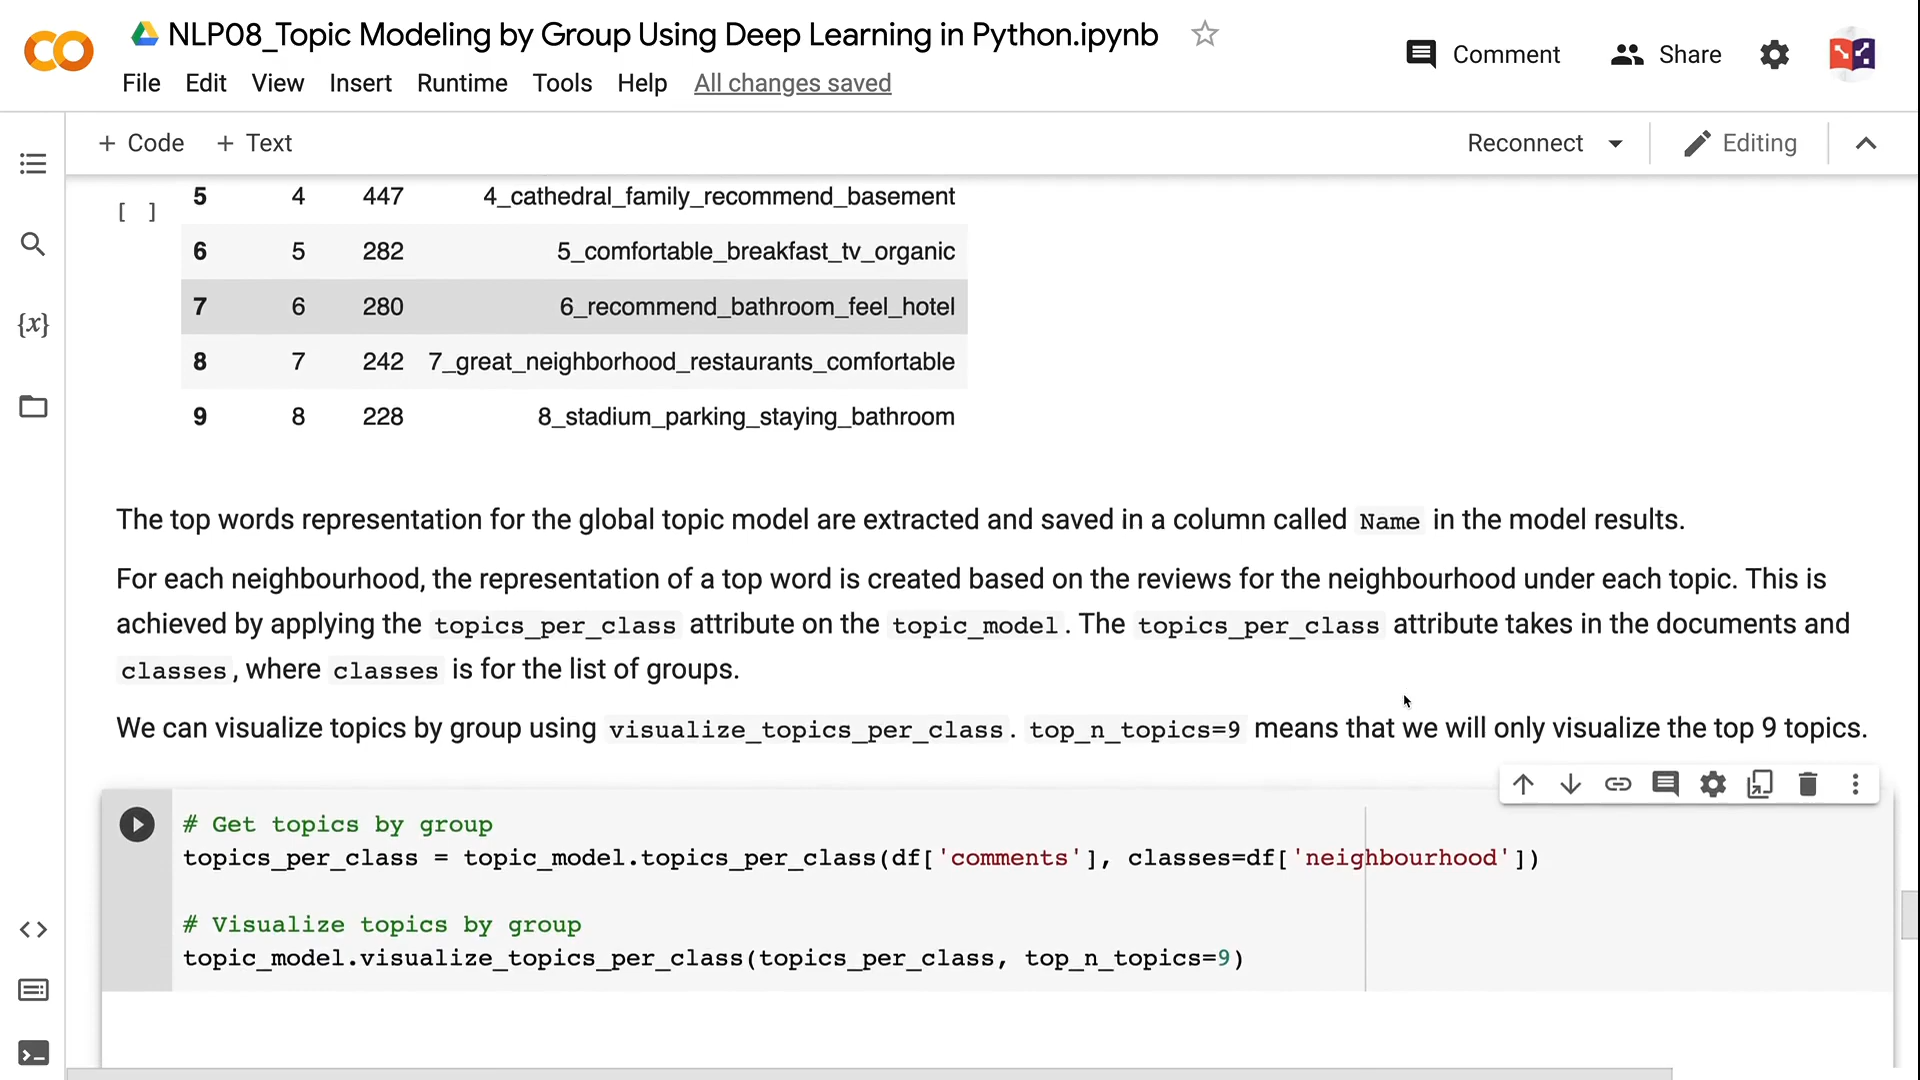 NLP08_Topic Modeling by Group Using Deep Learning in Python.ipynb
File Edit View Insert Runtime Tools Help All changes saved
Comment Share
+ Code + Text
Reconnect Editing
[ ]
5 4 447 4_cathedral_family_recommend_basement
6 5 282 5_comfortable_breakfast_tv_organic
7 6 280 6_recommend_bathroom_feel_hotel
8 7 242 7_great_neighborhood_restaurants_comfortable
9 8 228 8_stadium_parking_staying_bathroom
{x}
The top words representation for the global topic model are extracted and saved in a column called Name in the model results.
For each neighbourhood, the representation of a top word is created based on the reviews for the neighbourhood under each topic. This is
achieved by applying the topics_per_class attribute on the topic_model. The topics_per_class attribute takes in the documents and
classes, where classes is for the list of groups.
We can visualize topics by group using visualize_topics_per_class. top_n_topics=9 means that we will only visualize the top 9 topics.
# Get topics by group
topics_per_class = topic_model.topics_per_class(df['comments'], classes=df['neighbourhood'])
# Visualize topics by group
topic_model.visualize_topics_per_class(topics_per_class, top_n_topics=9)